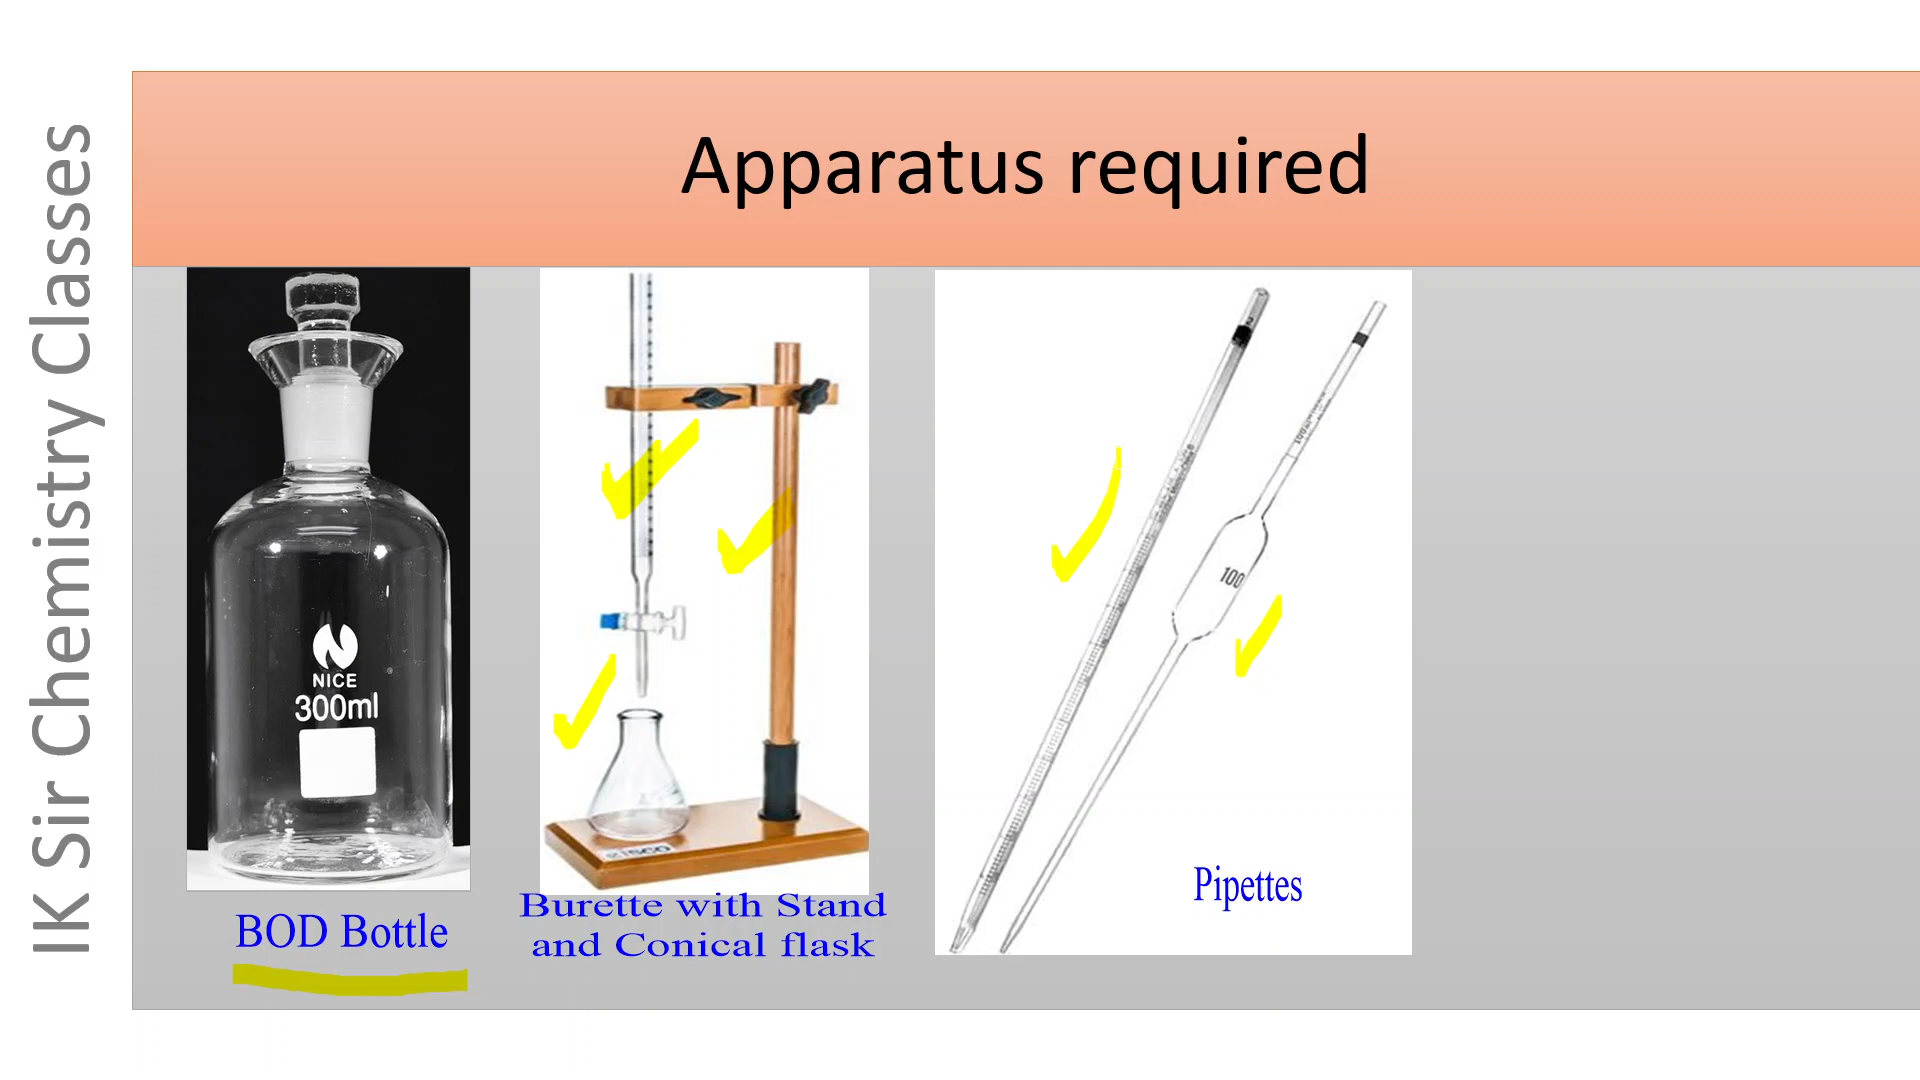 IK Sir Chemistry Classes
Apparatus required
NICE
300ml
100
BOD Bottle
Burette with Stand
and Conical flask
Pipettes